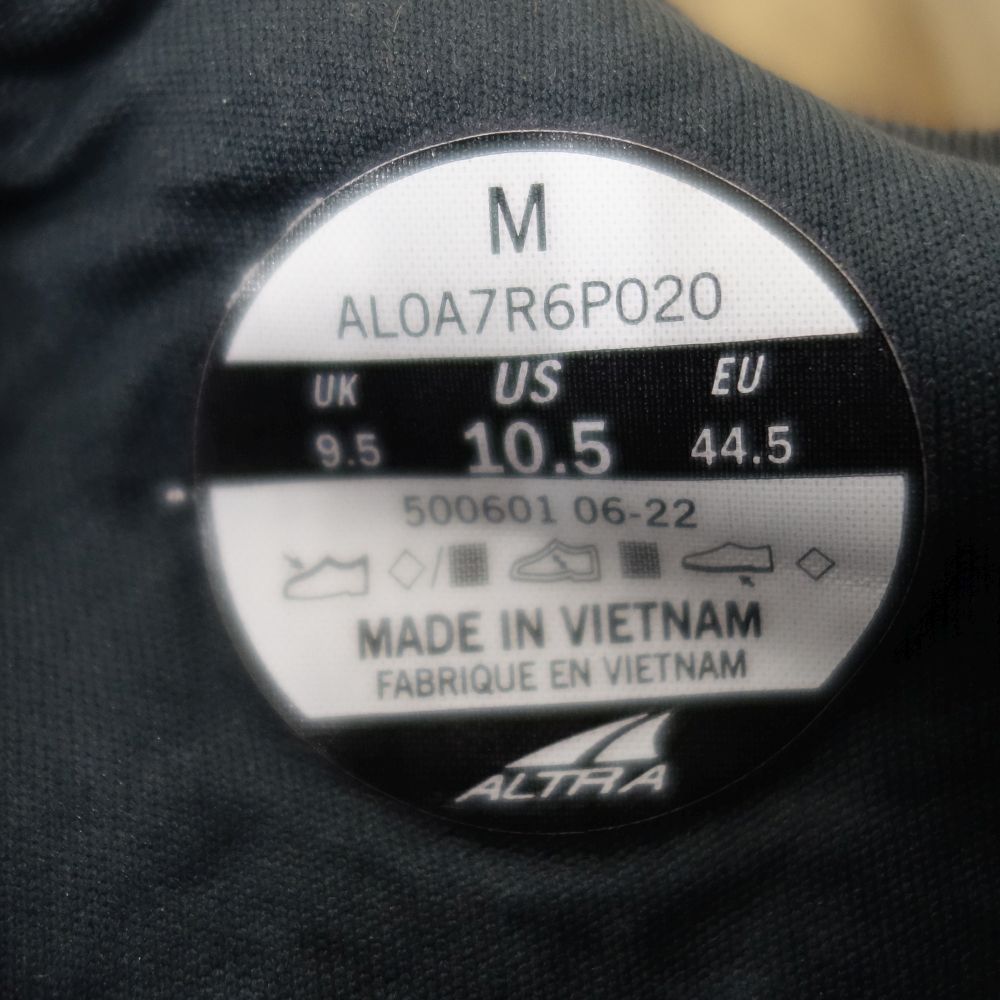 M
AL0A7R6P020
UK US EU
9.5 10.5 44.5
500601 06-22
MADE IN VIETNAM
FABRIQUE EN VIETNAM
ALTRA